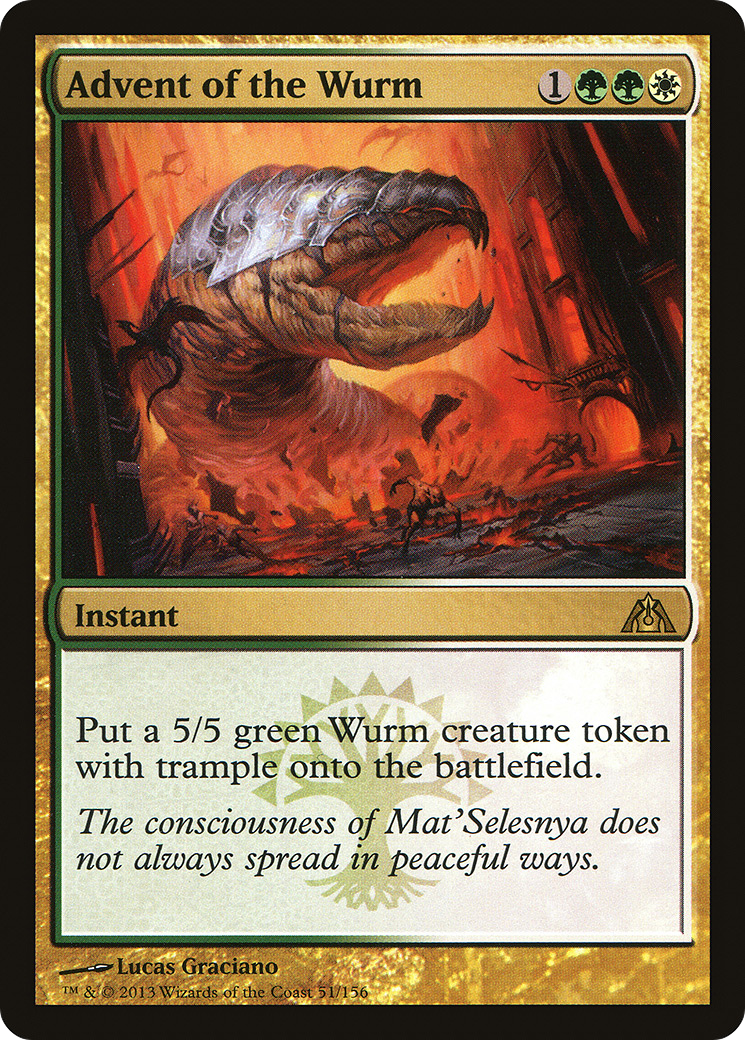 Advent of the Wurm 1
Instant
Put a 5/5 green Wurm creature token
with trample onto the battlefield.
The consciousness of Mat'Selesnya does
not always spread in peaceful ways.
Lucas Graciano
™ & © 2013 Wizards of the Coast 51/156